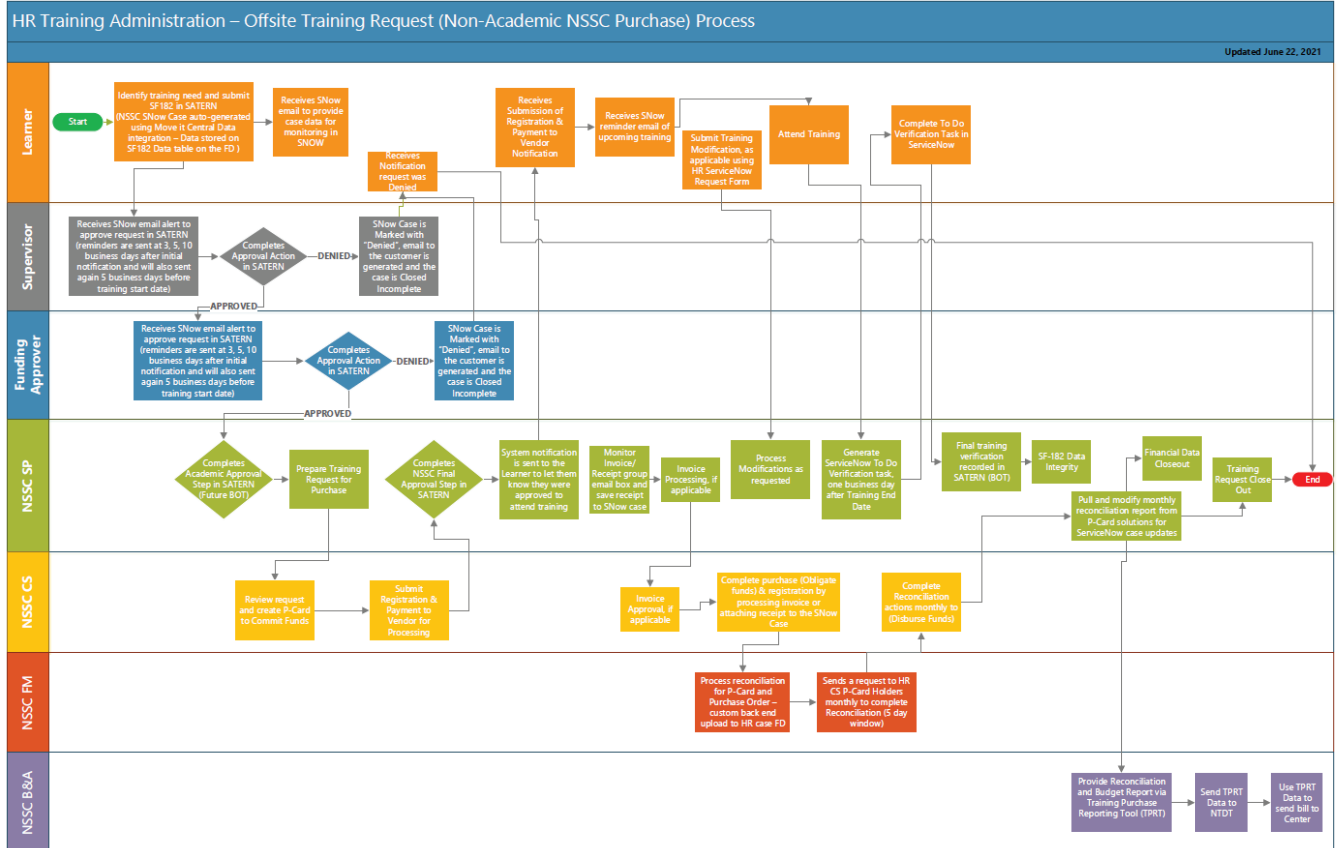 HR Training Administration – Offsite Training Request (Non-Academic NSSC Purchase) Process
Updated June 22, 2021
Learner
Start
Identify training need and submit
SF182 in SATERN
(NSSC SNow Case auto-generated
using Move it Central Data
integration – Data stored on
SF182 Data table on the FD )
Receives SNow
email to provide
case data for
monitoring in
SNOW
Receives
Notification
request was
Denied
Receives
Submission of
Registration &
Payment to
Vendor
Notification
Receives SNow
reminder email of
upcoming training
Submit Training
Modification, as
applicable using
HR ServiceNow
Request Form
Attend Training
Complete To Do
Verification Task in
ServiceNow
Supervisor
Receives SNow email alert to
approve request in SATERN
(reminders are sent at 3, 5, 10
business days after initial
notification and will also sent
again 5 business days before
training start date)
Completes
Approval Action
in SATERN
DENIED
SNow Case is
Marked with
"Denied", email to
the customer is
generated and the
case is Closed
Incomplete
APPROVED
Funding
Approver
Receives SNow email alert to
approve request in SATERN
(reminders are sent at 3, 5, 10
business days after initial
notification and will also sent
again 5 business days before
training start date)
Completes
Approval Action
in SATERN
DENIED
SNow Case is
Marked with
"Denied", email to
the customer is
generated and the
case is Closed
Incomplete
APPROVED
NSSC SP
Completes
Academic Approval
Step in SATERN
(Future BOT)
Prepare Training
Request for
Purchase
Completes
NSSC Final
Approval Step in
SATERN)
System notification
is sent to the
Learner to let them
know they were
approved to
attend training
Monitor
Invoice/
Receipt group
email box and
save receipt
to SNow case
Invoice
Processing, if
applicable
Process
Modifications as
requested
Generate
ServiceNow To Do
Verification task,
one business day
after Training End
Date
Final training
verification
recorded in
SATERN (BOT)
SF-182 Data
Integrity
Pull and modify monthly
reconciliation report from
P-Card solutions for
ServiceNow case updates
Financial Data
Closeout
Training
Request Close
Out
End
NSSC CS
Review request
and create P-Card
to Commit Funds
Submit
Registration &
Payment to
Vendor for
Processing
Invoice
Approval, if
applicable
Complete purchase (Obligate
funds) & registration by
processing invoice or
attaching receipt to the SNow
Case
Complete
Reconciliation
actions monthly to
(Disburse Funds)
NSSC FM
Process reconciliation
for P-Card and
Purchase Order –
custom back end
upload to HR case FD
Sends a request to HR
CS P-Card Holders
monthly to complete
Reconciliation (5 day
window)
NSSC B&A
Provide Reconciliation
and Budget Report via
Training Purchase
Reporting Tool (TPRT)
Send TPRT
Data to
NTDT
Use TPRT
Data to
send bill to
Center